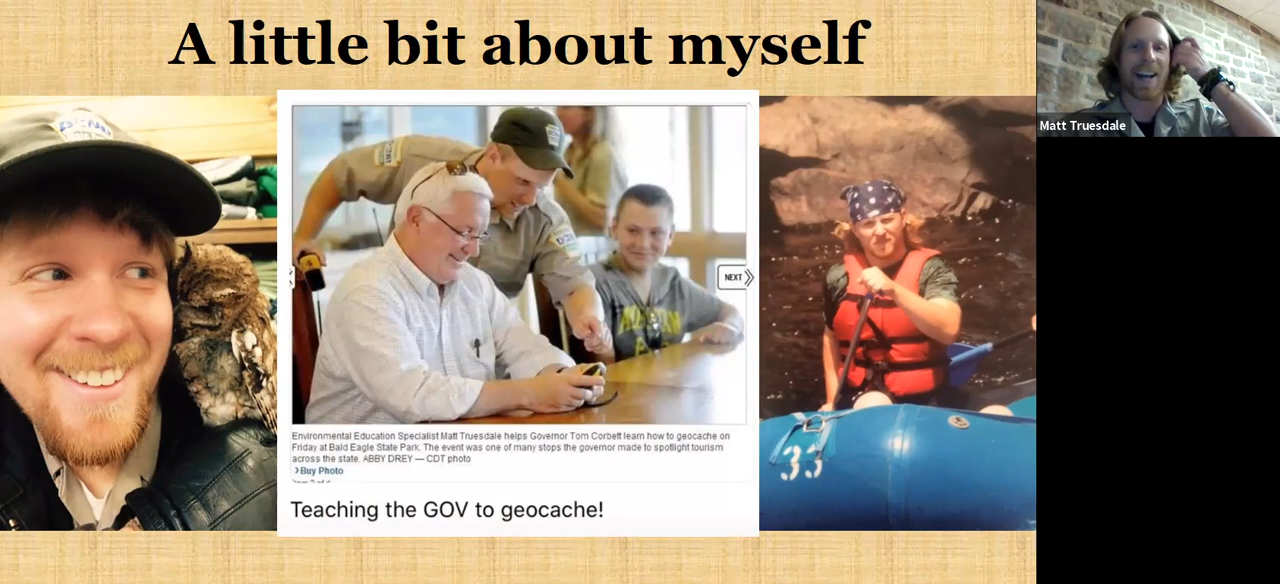 A little bit about myself
Matt Truesdale
DCNR
NEXT
Environmental Education Specialist Matt Truesdale helps Governor Tom Corbett learn how to geocache on
Friday at Bald Eagle State Park. The event was one of many stops the governor made to spotlight tourism
across the state. ABBY DREY — CDT photo
Buy Photo
Teaching the GOV to geocache!
33